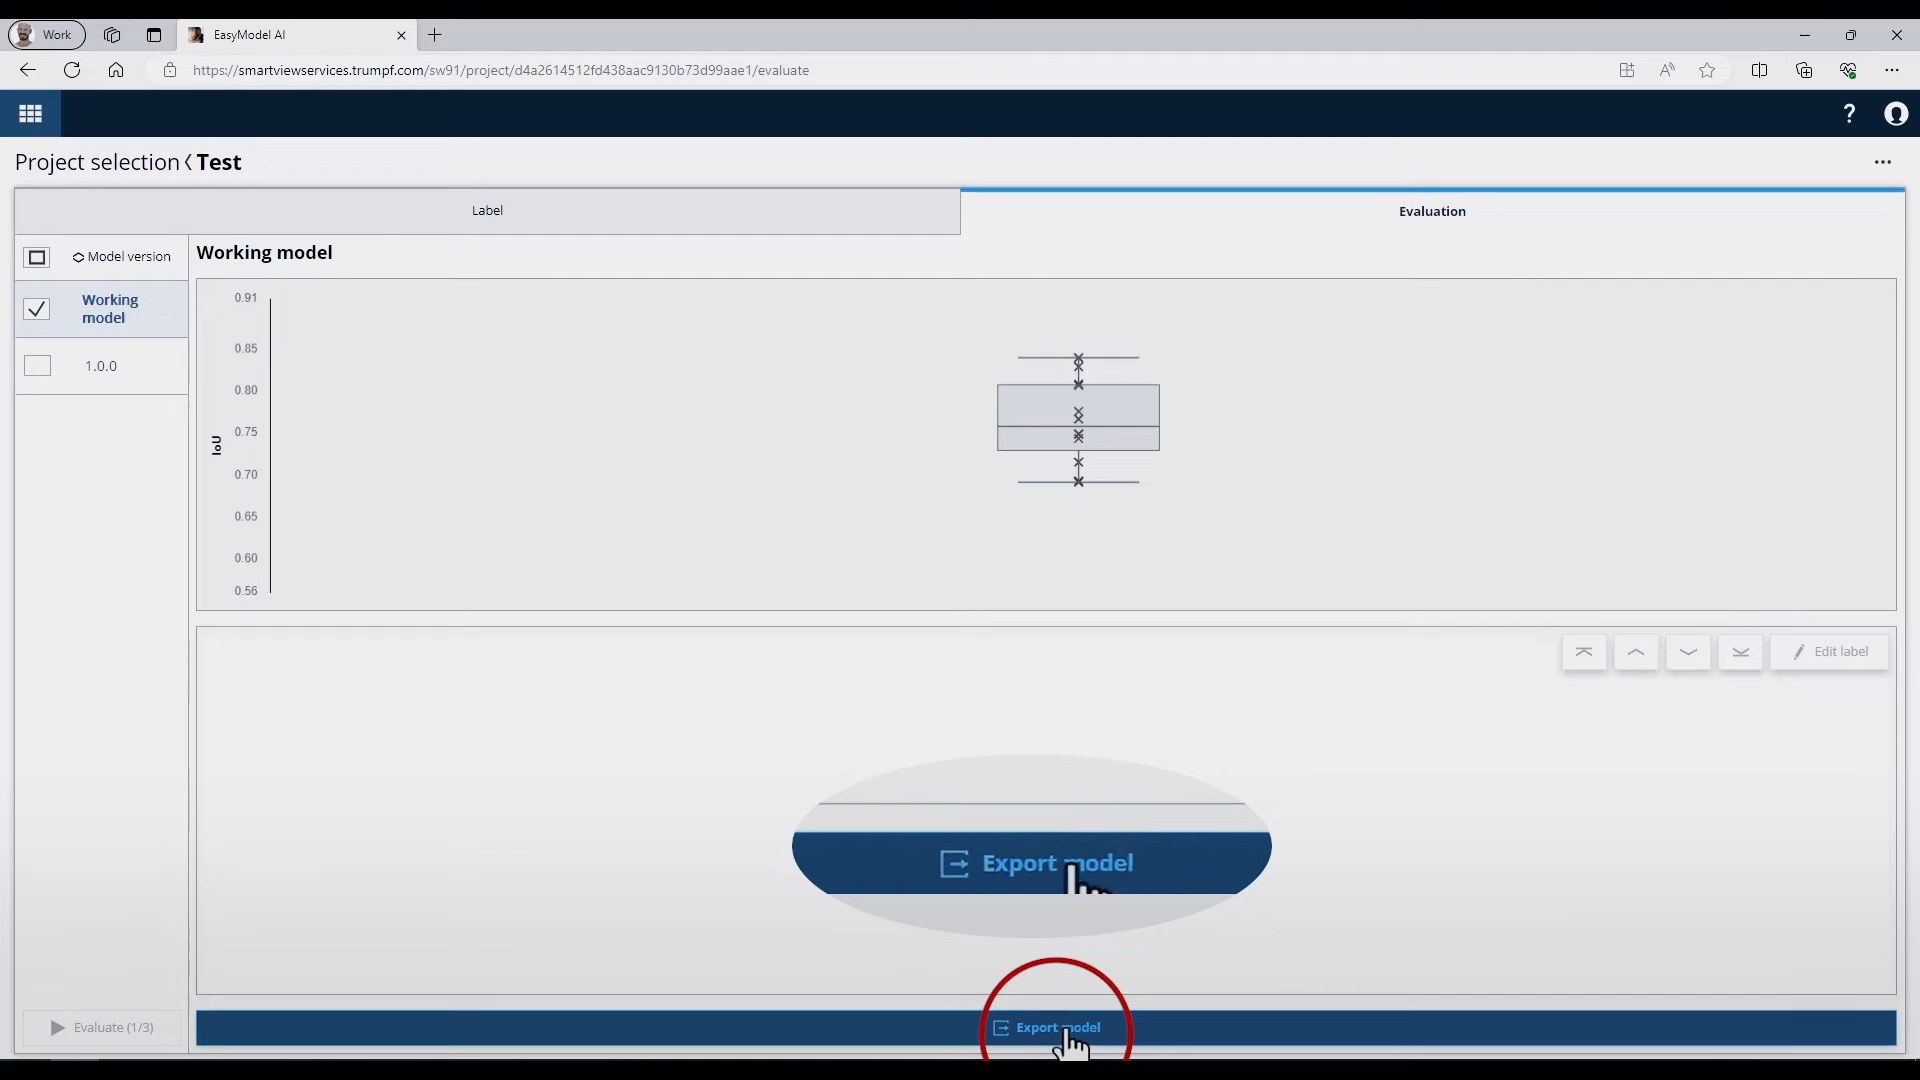 Work
EasyModel AI
https://smartviewservices.trumpf.com/sw91/project/d4a2614512fd438aac9130b73d99aae1/evaluate
?
Project selection Test
Label
Evaluation
Model version
Working model
Working
model
1.0.0
0.91
0.85
0.80
0.75
0.70
0.65
0.60
0.56
IoU
Edit label
Export model
Evaluate (1/3)
Export model